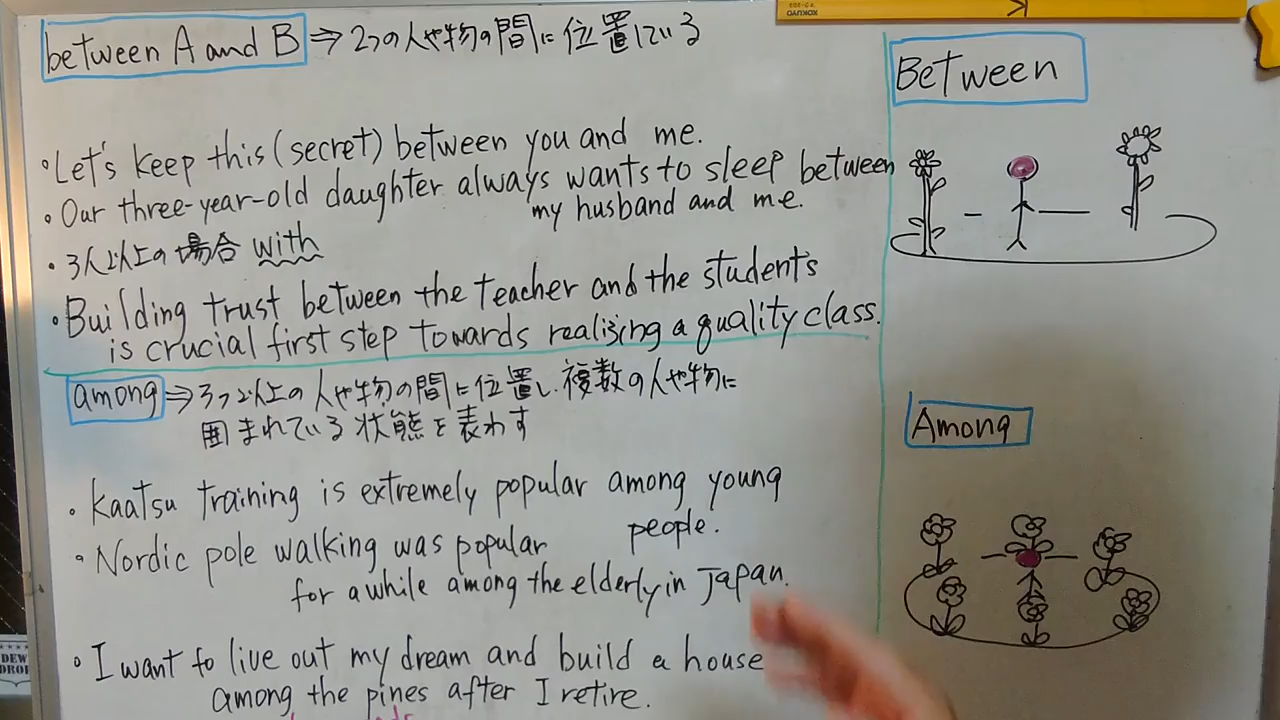 between A and B ⇒ 2つの人や物の間に位置している
• Let's keep this (secret) between you and me.
• Our three-year-old daughter always wants to sleep between
my husband and me.
• 3人以上の場合 with
• Building trust between the teacher and the students
is crucial first step towards realising a quality class.
among ⇒ 3つ以上の人や物の間に位置し、複数の人や物に
囲まれている状態を表わす
• Kaatsu training is extremely popular among young
people.
• Nordic pole walking was popular
for a while among the elderly in Japan.
• I want to live out my dream and build a house
among the pines after I retire.
Between
Among
KOKUYO
DEW
DROP